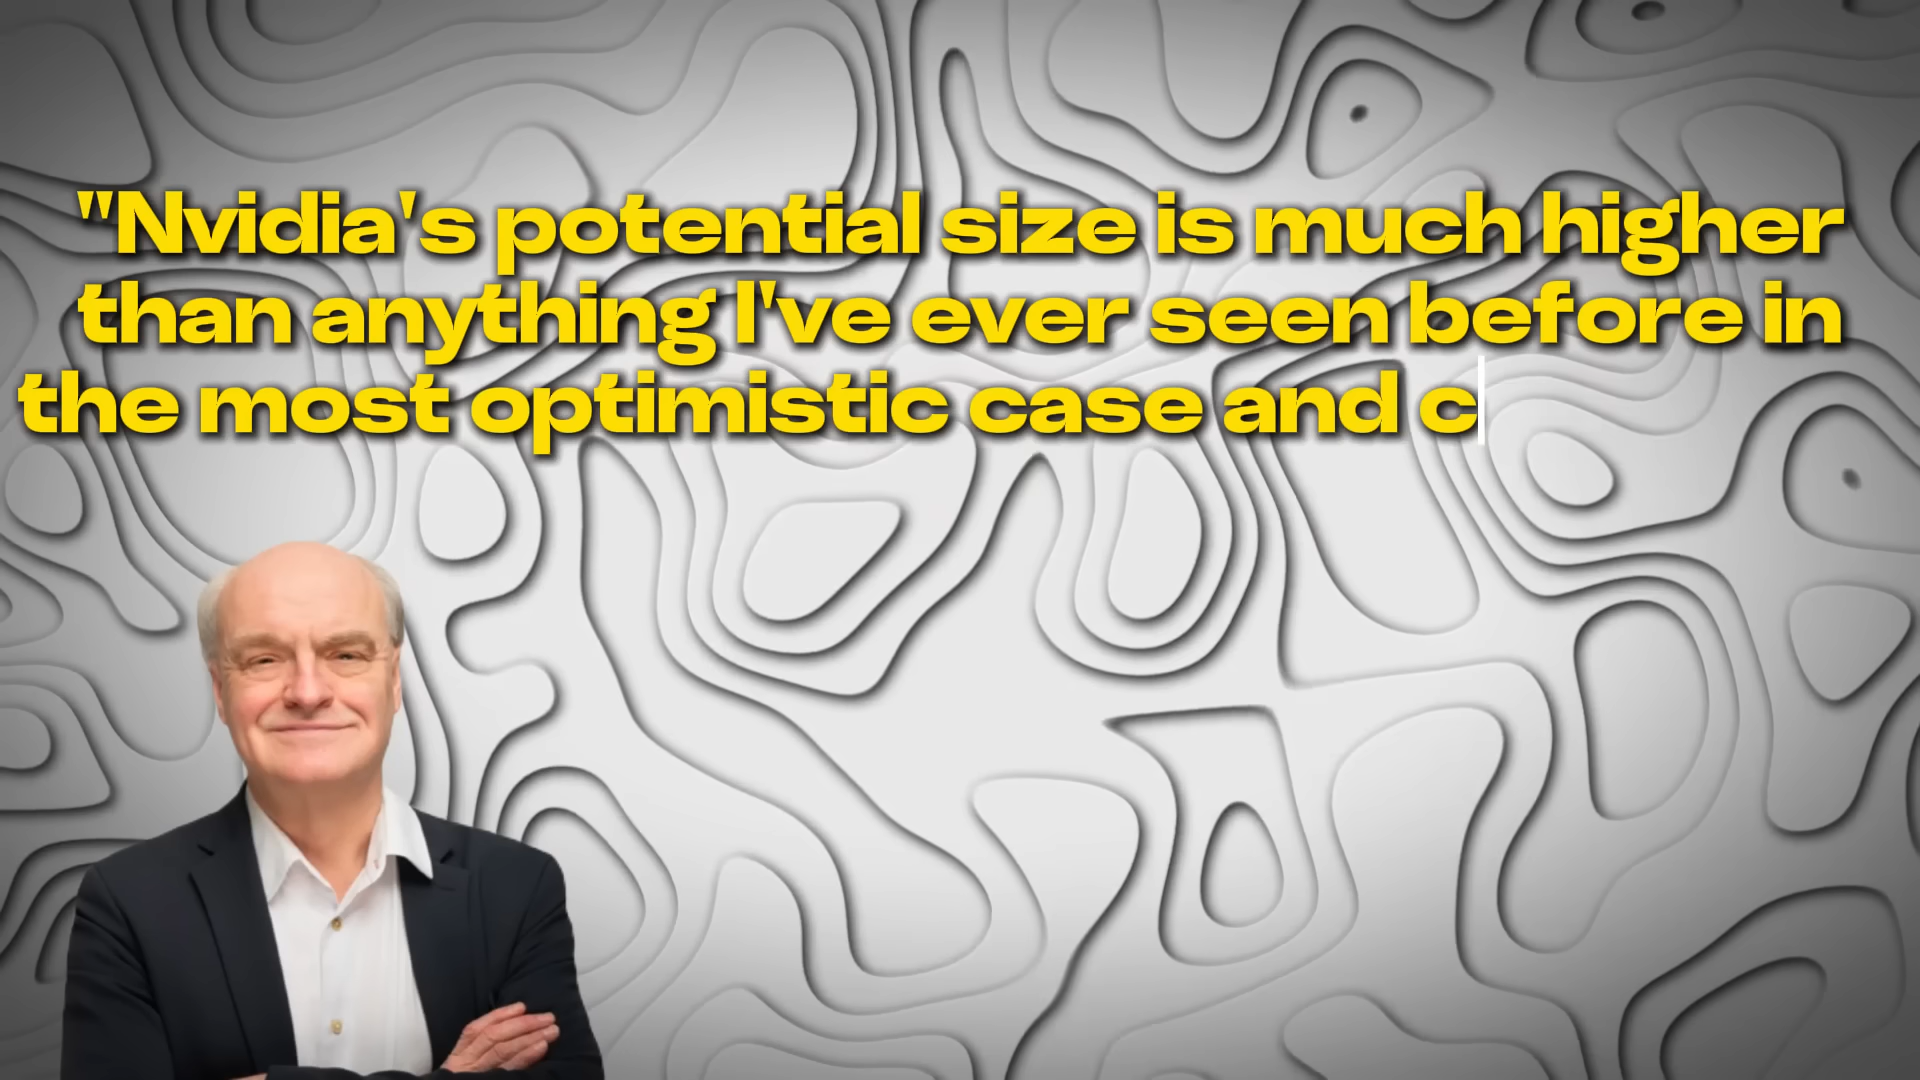 "Nvidia's potential size is much higher
than anything I've ever seen before in
the most optimistic case and c